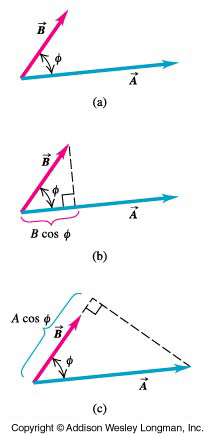 B⃗
ϕ
A⃗
(a)
B⃗
ϕ
A⃗
B cos ϕ
(b)
A cos ϕ
B⃗
ϕ
A⃗
(c)
Copyright © Addison Wesley Longman, Inc.